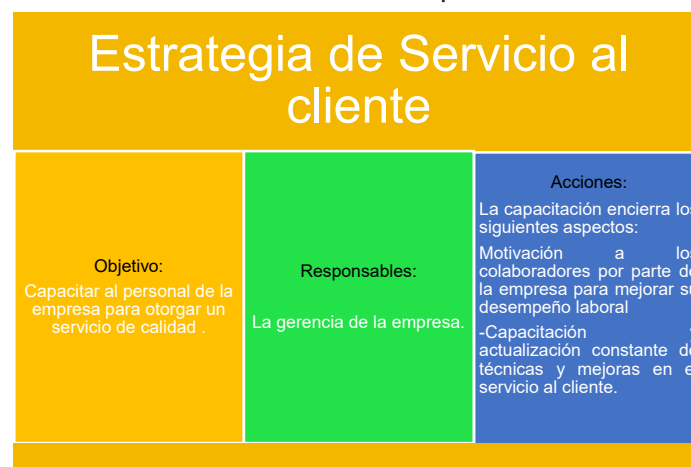 Estrategia de Servicio al
cliente
Objetivo:
Capacitar al personal de la
empresa para otorgar un
servicio de calidad .
Responsables:
La gerencia de la empresa.
Acciones:
La capacitación encierra los
siguientes aspectos:
Motivación a los
colaboradores por parte de
la empresa para mejorar su
desempeño laboral
-Capacitación
actualización constante de
técnicas y mejoras en el
servicio al cliente.